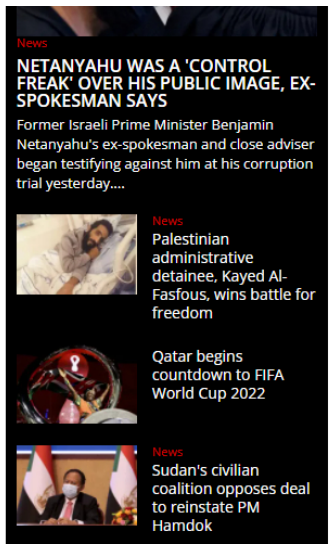 News
NETANYAHU WAS A 'CONTROL
FREAK' OVER HIS PUBLIC IMAGE, EX-
SPOKESMAN SAYS
Former Israeli Prime Minister Benjamin
Netanyahu's ex-spokesman and close adviser
began testifying against him at his corruption
trial yesterday....
News
Palestinian
administrative
detainee, Kayed Al-
Fasfous, wins battle for
freedom
Qatar begins
countdown to FIFA
World Cup 2022
News
Sudan's civilian
coalition opposes deal
to reinstate PM
Hamdok